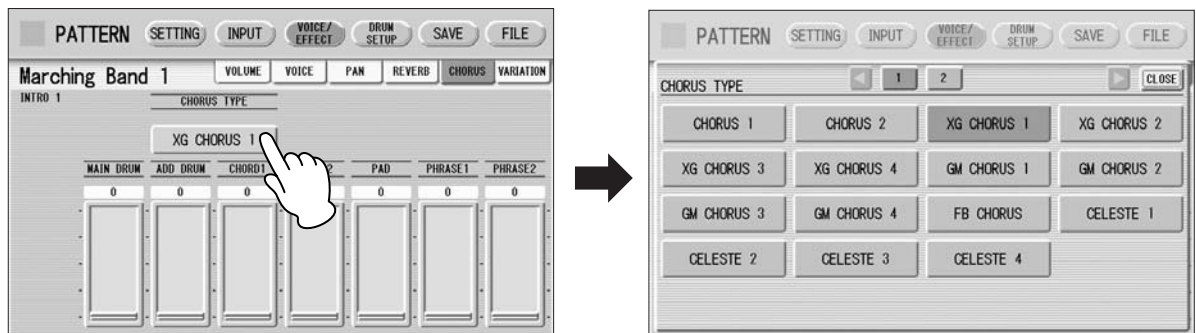 PATTERN SETTING INPUT VOICE/EFFECT DRUM SETUP SAVE FILE
Marching Band 1 VOLUME VOICE PAN REVERB CHORUS VARIATION
INTRO 1 CHORUS TYPE
XG CHORUS 1
MAIN DRUM ADD DRUM CHORD1 2 PAD PHRASE1 PHRASE2
0 0 0 0 0 0
PATTERN SETTING INPUT VOICE/EFFECT DRUM SETUP SAVE FILE
CHORUS TYPE 1 2 CLOSE
CHORUS 1 CHORUS 2 XG CHORUS 1 XG CHORUS 2
XG CHORUS 3 XG CHORUS 4 GM CHORUS 1 GM CHORUS 2
GM CHORUS 3 GM CHORUS 4 FB CHORUS CELESTE 1
CELESTE 2 CELESTE 3 CELESTE 4